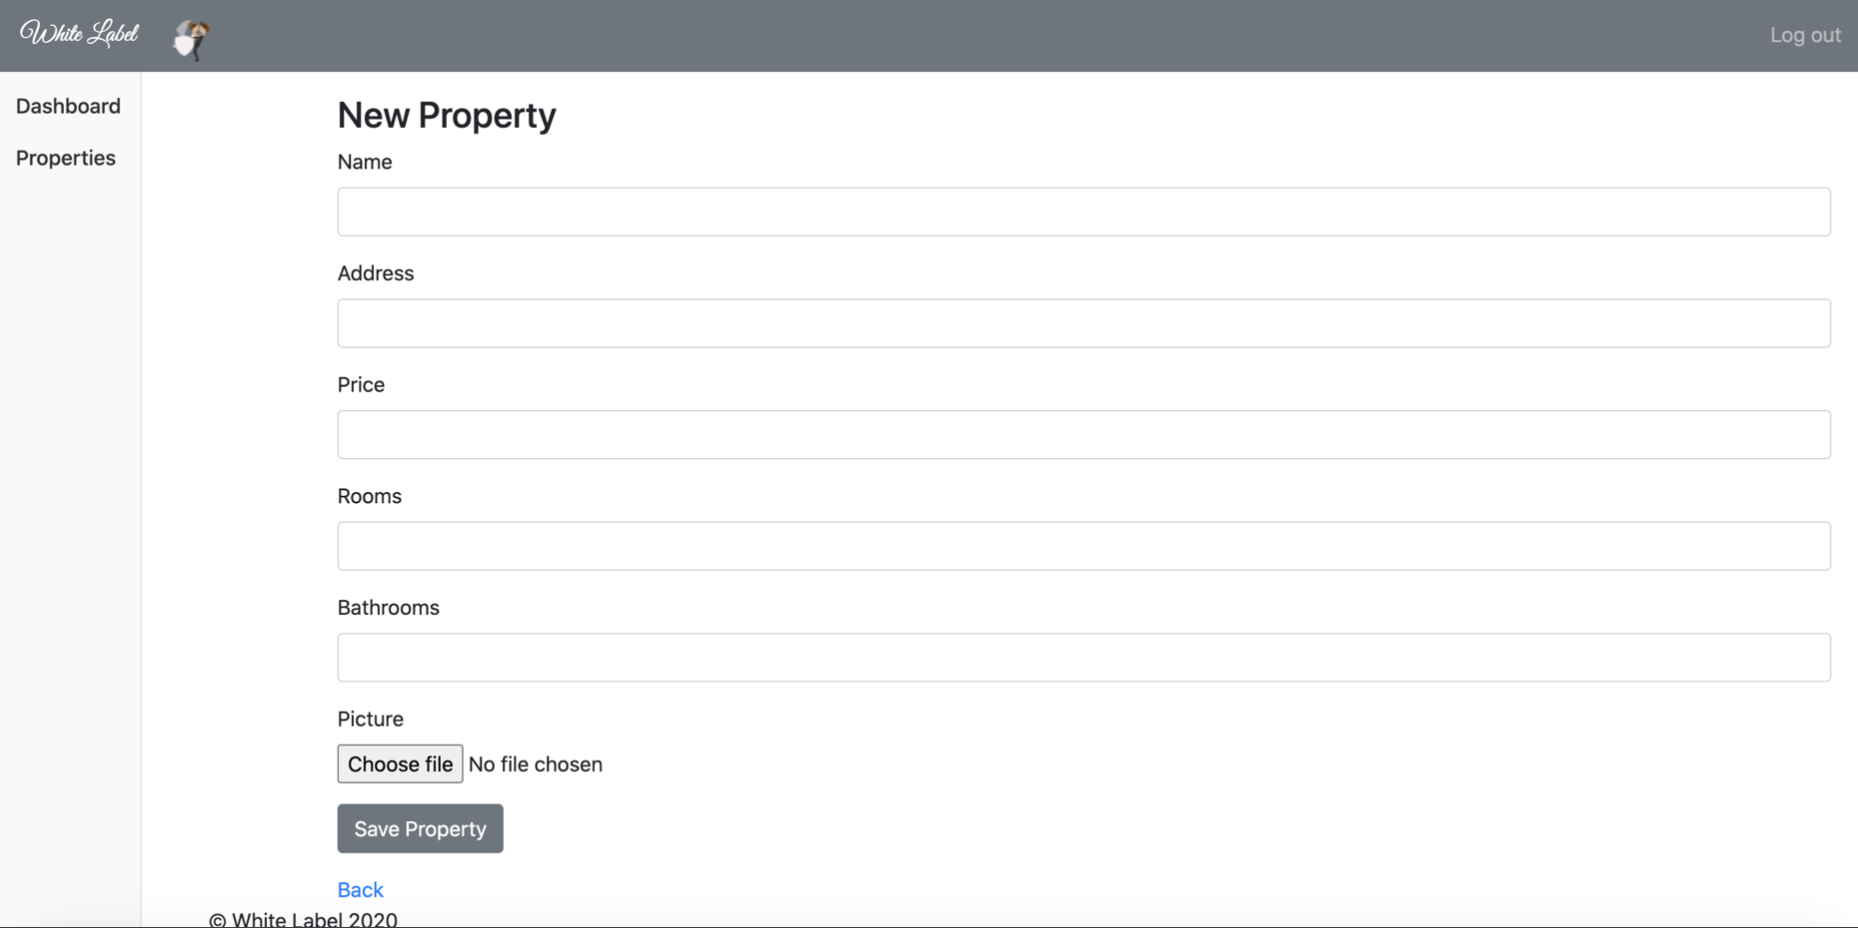 White Label
Log out
Dashboard
Properties
New Property
Name
Address
Price
Rooms
Bathrooms
Picture
Choose file No file chosen
Save Property
Back
© White Label 2020